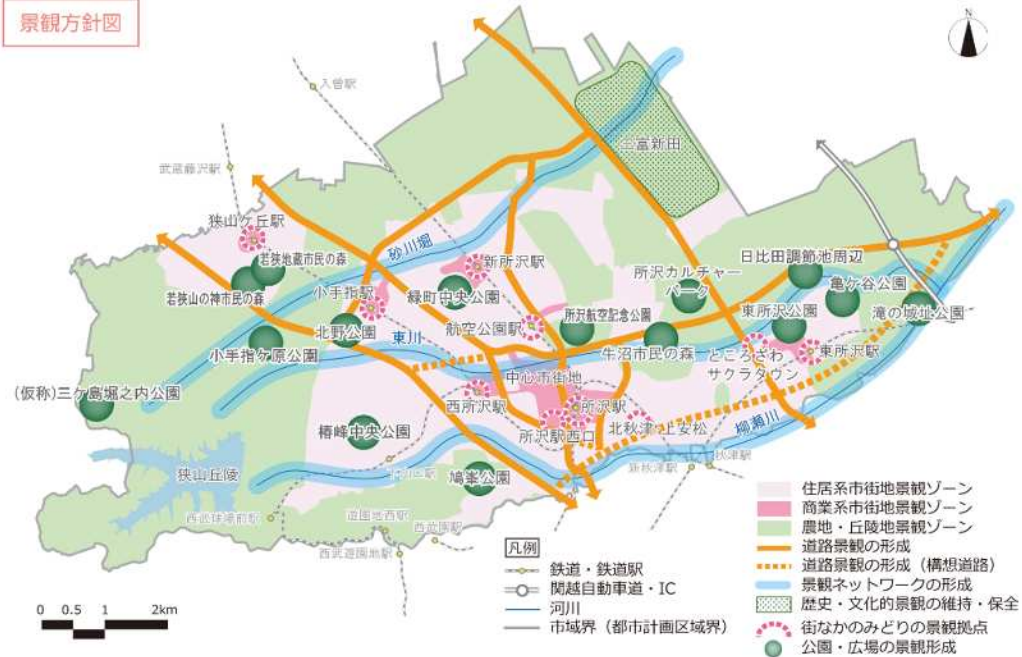 景観方針図
N
入曽駅
三富新田
武蔵藤沢駅
狭山ケ丘駅
砂川堀
若狭地蔵市民の森
新所沢駅
日比田調節池周辺
所沢カルチャー
パーク
若狭山の神市民の森
小手指駅
緑町中央公園
亀ケ谷公園
北野公園
航空公園駅
所沢航空記念公園
東所沢公園
滝の城址公園
小手指ケ原公園
東川
牛沼市民の森
ところざわ
サクラタウン
東所沢駅
(仮称)三ケ島堀之内公園
中心市街地
西所沢駅
所沢駅
椿峰中央公園
所沢駅西口
北秋津・上安松
柳瀬川
狭山丘陵
鳩峯公園
新秋津駅
秋津駅
西武球場前駅
遊園地西駅
西武園駅
西武遊園地駅
凡例
鉄道・鉄道駅
関越自動車道・IC
河川
市域界（都市計画区域界）
住居系市街地景観ゾーン
商業系市街地景観ゾーン
農地・丘陵地景観ゾーン
道路景観の形成
道路景観の形成（構想道路）
景観ネットワークの形成
歴史・文化的景観の維持・保全
街なかのみどりの景観拠点
公園・広場の景観形成
0 0.5 1 2km